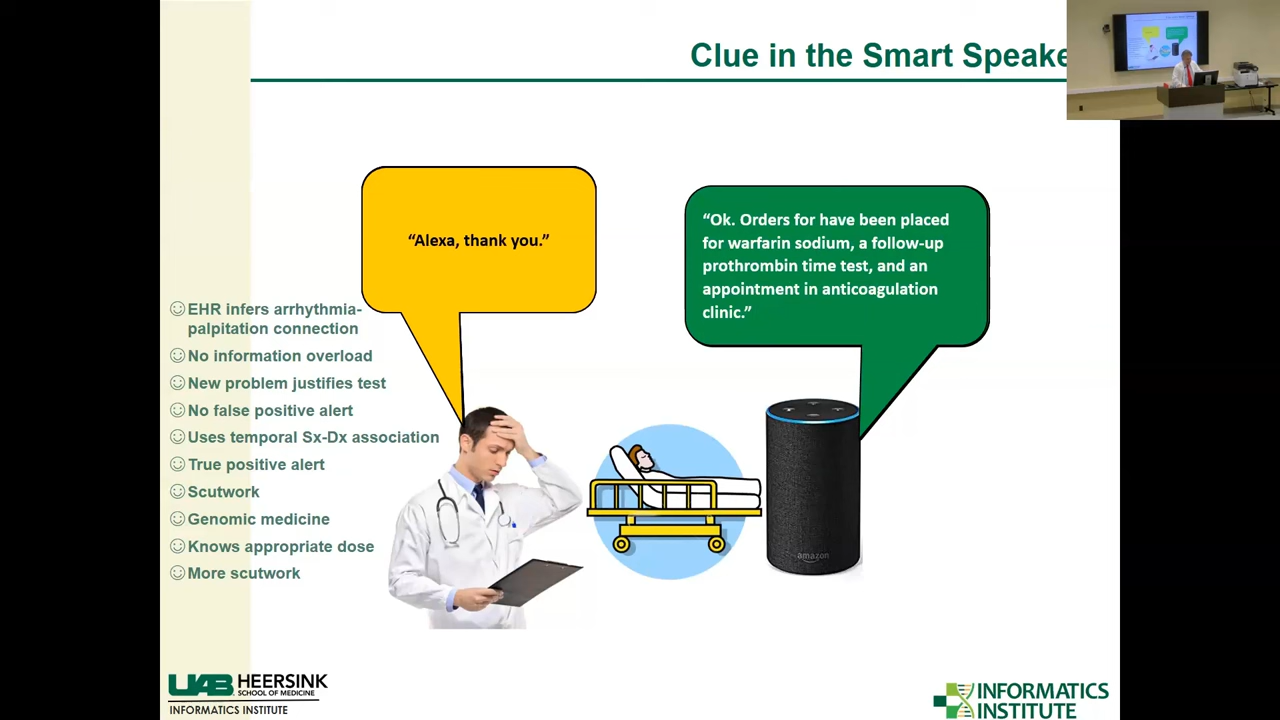 Clue in the Smart Speake
“Alexa, thank you.”
“Ok. Orders for have been placed
for warfarin sodium, a follow-up
prothrombin time test, and an
appointment in anticoagulation
clinic.”
EHR infers arrhythmia-
palpitation connection
No information overload
New problem justifies test
No false positive alert
Uses temporal Sx-Dx association
True positive alert
Scutwork
Genomic medicine
Knows appropriate dose
More scutwork
amazon
UAB HEERSINK
SCHOOL OF MEDICINE
INFORMATICS INSTITUTE
INFORMATICS
INSTITUTE